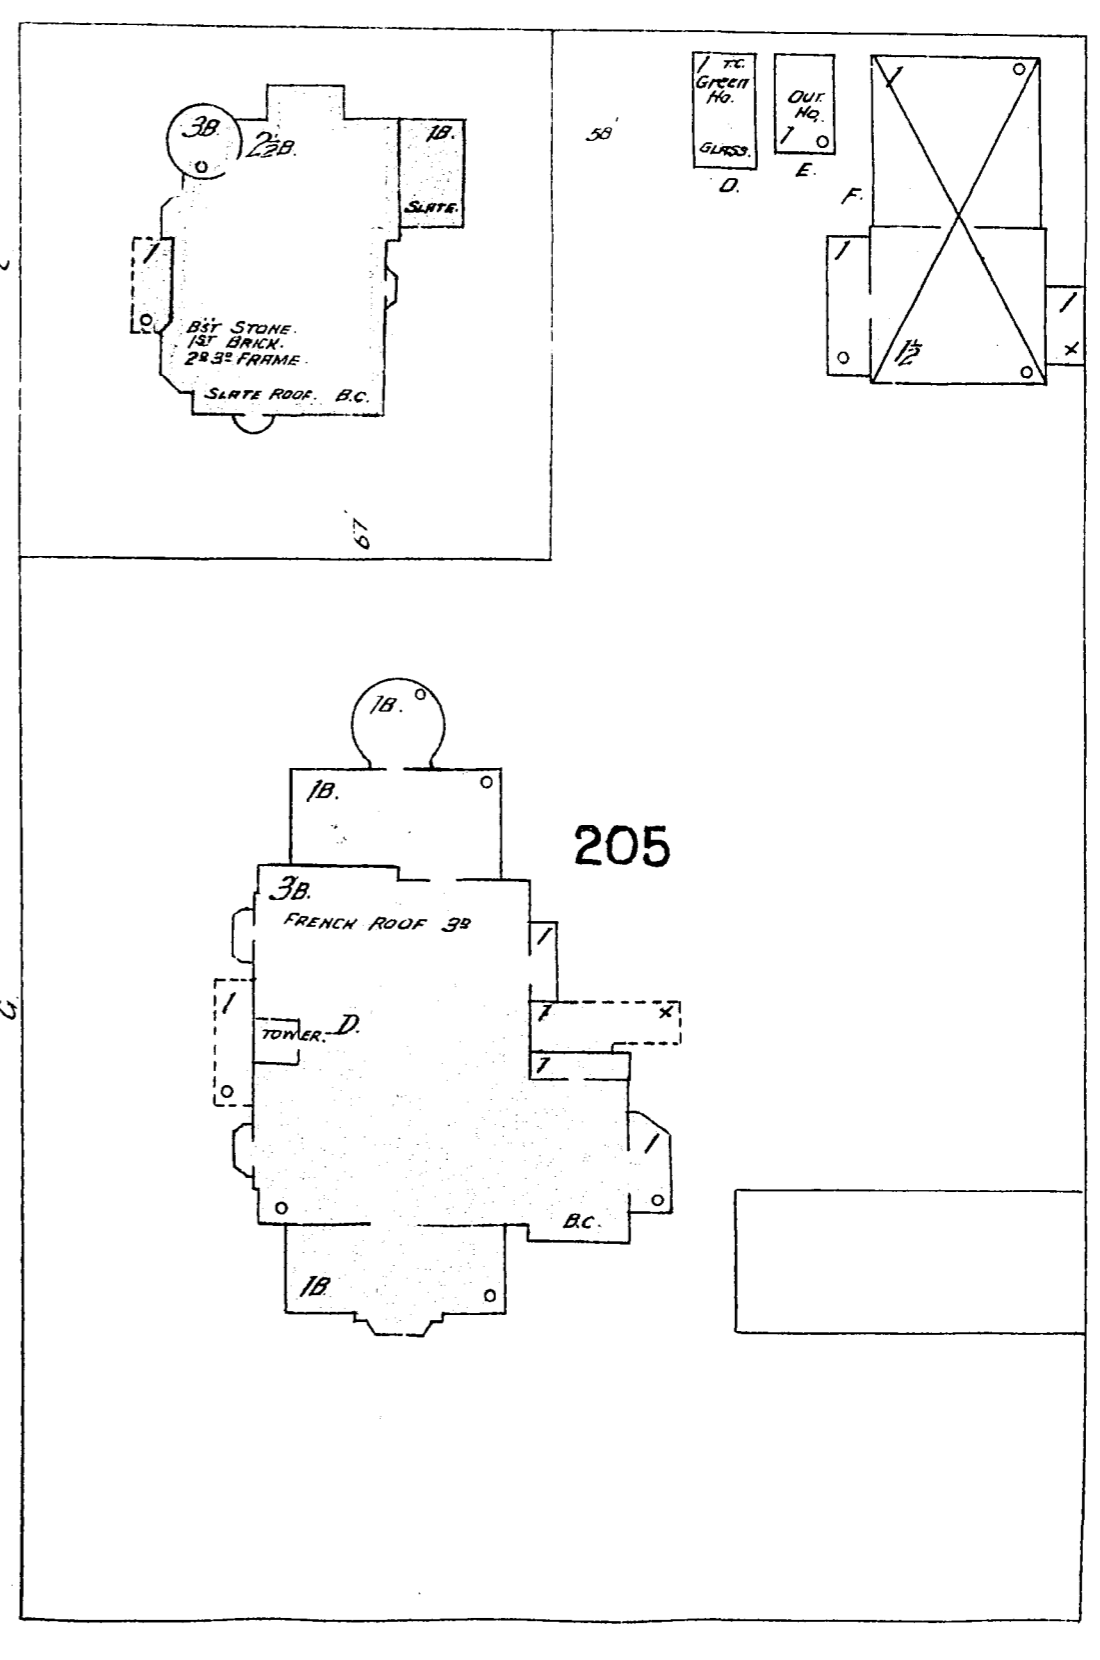 3B.
2½B.
1B.
SLATE.
1
BS'T STONE.
1ST BRICK.
2D 3D FRAME.
SLATE ROOF. B.C.
67'
58'
1 T.C.
Green
Ho.
GLASS.
D.
Out
Ho.
1
E.
F.
1
1
1½
1
X
1B.
1B.
205
3B.
FRENCH ROOF 3D
1
1
X
1
1
TOWER.
D.
1
B.C.
1B
G.